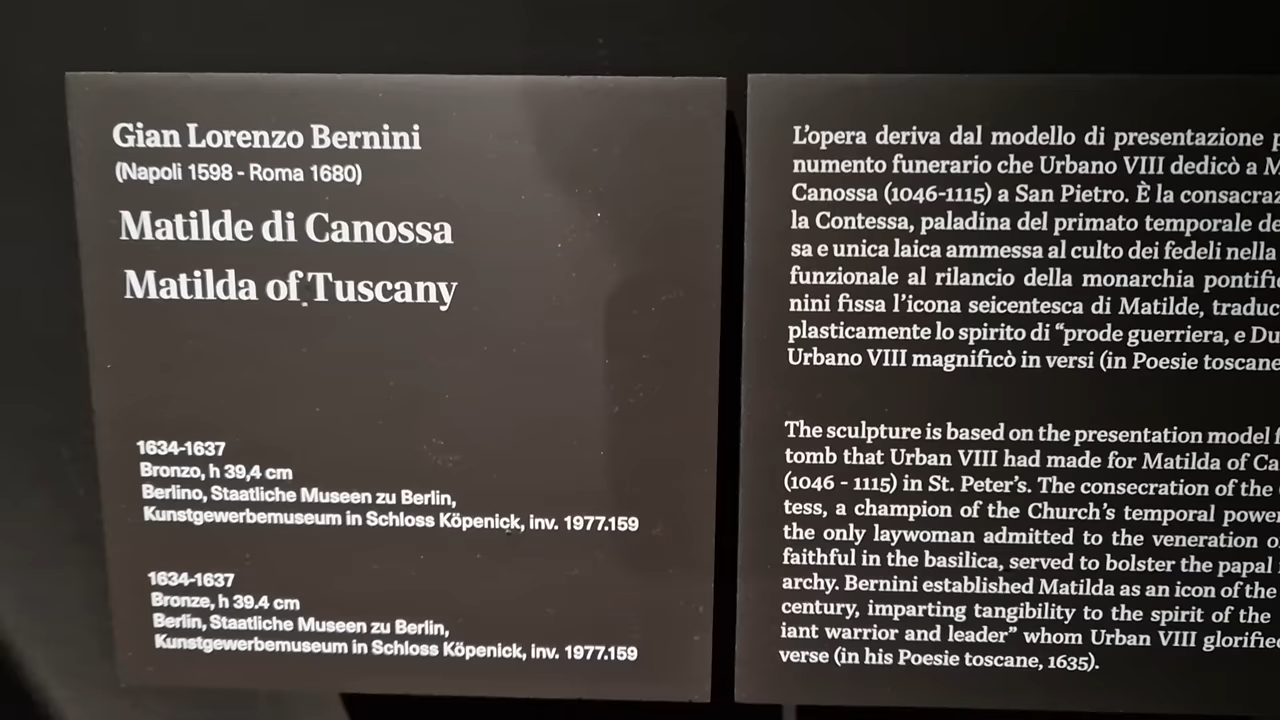 Gian Lorenzo Bernini
(Napoli 1598 - Roma 1680)
Matilde di Canossa
Matilda of Tuscany
1634-1637
Bronzo, h 39,4 cm
Berlino, Staatliche Museen zu Berlin,
Kunstgewerbemuseum in Schloss Köpenick, inv. 1977.159
1634-1637
Bronze, h 39.4 cm
Berlin, Staatliche Museen zu Berlin,
Kunstgewerbemuseum in Schloss Köpenick, inv. 1977.159
L'opera deriva dal modello di presentazione
numento funerario che Urbano VIII dedicò a
Canossa (1046-1115) a San Pietro. È la consacraz
la Contessa, paladina del primato temporale de
sa e unica laica ammessa al culto dei fedeli nella
funzionale al rilancio della monarchia pontifi
nini fissa l'icona seicentesca di Matilde, traduc
plasticamente lo spirito di "prode guerriera, e Du
Urbano VIII magnificò in versi (in Poesie toscane
The sculpture is based on the presentation model
tomb that Urban VIII had made for Matilda of Ca
(1046 - 1115) in St. Peter's. The consecration of the
tess, a champion of the Church's temporal power
the only laywoman admitted to the veneration o
faithful in the basilica, served to bolster the papal
archy. Bernini established Matilda as an icon of the
century, imparting tangibility to the spirit of the
iant warrior and leader" whom Urban VIII glorified
verse (in his Poesie toscane, 1635).